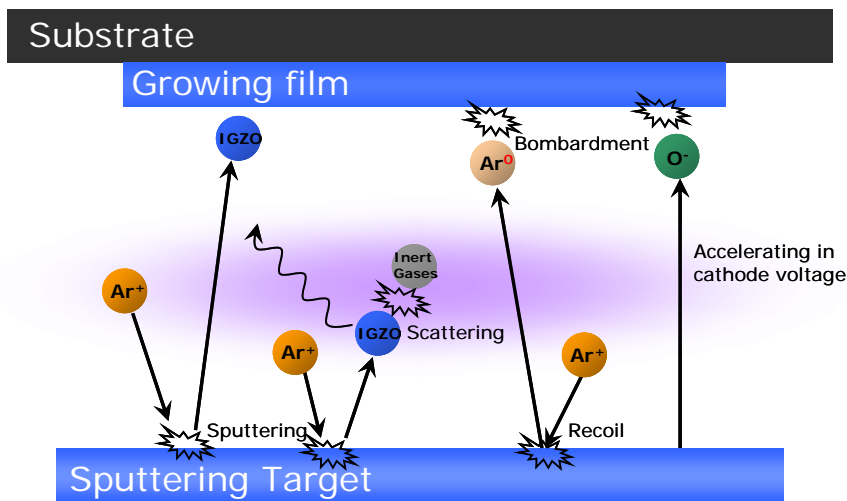 Substrate
Growing film
IGZO
Bombardment
Ar⁰
O⁻
Inert
Gases
Accelerating in
cathode voltage
Ar⁺
IGZO
Scattering
Ar⁺
Ar⁺
Sputtering
Recoil
Sputtering Target